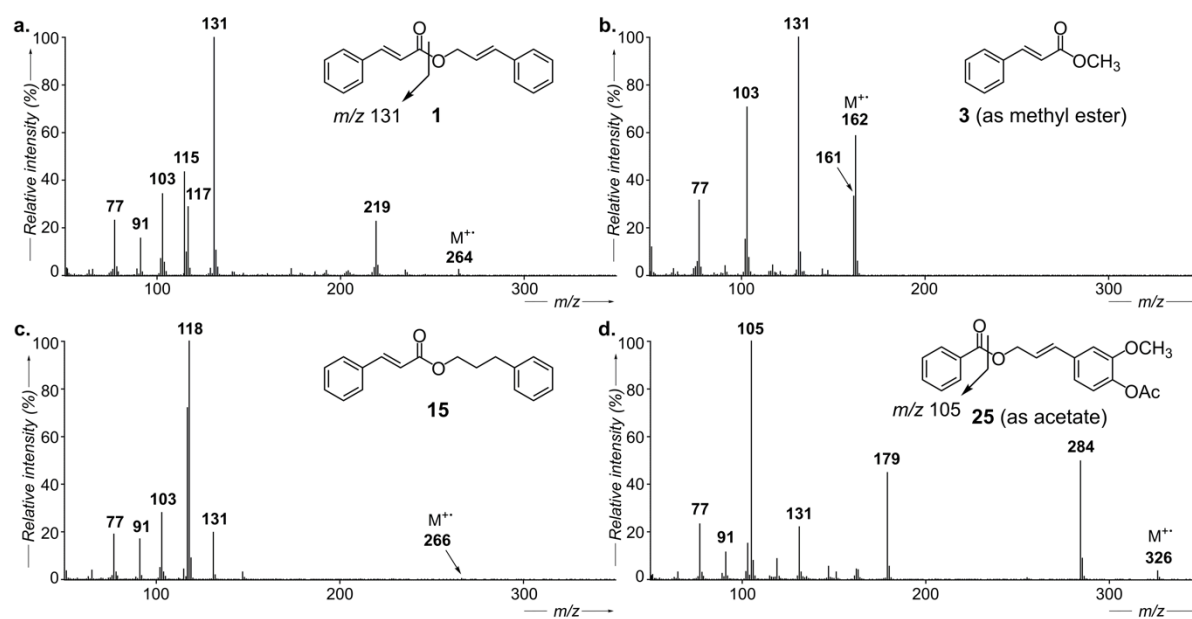 a.
Relative intensity (%)
100
80
60
40
20
0
131
115
103
117
77
91
219
M+·
264
O
O
m/z 131
1
100
200
300
m/z
b.
Relative intensity (%)
100
80
60
40
20
0
131
103
M+·
162
161
77
O
OCH3
3 (as methyl ester)
100
200
300
m/z
c.
Relative intensity (%)
100
80
60
40
20
0
118
103
77
91
131
M+·
266
O
O
15
100
200
300
m/z
d.
Relative intensity (%)
100
80
60
40
20
0
105
284
179
77
131
91
M+·
326
O
O
OCH3
OAc
m/z 105
25 (as acetate)
100
200
300
m/z